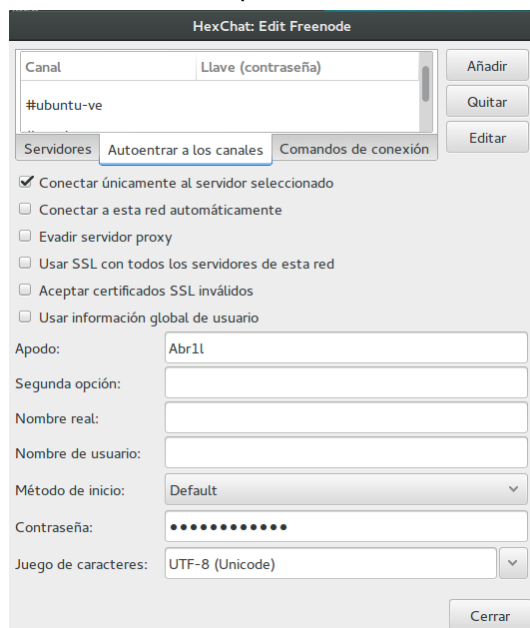 HexChat: Edit Freenode
Canal Llave (contraseña) Añadir
#ubuntu-ve Quitar
Servidores Autoentrar a los canales Comandos de conexión Editar
Conectar únicamente al servidor seleccionado
Conectar a esta red automáticamente
Evadir servidor proxy
Usar SSL con todos los servidores de esta red
Aceptar certificados SSL inválidos
Usar información global de usuario
Apodo: Abr1l
Segunda opción:
Nombre real:
Nombre de usuario:
Método de inicio: Default
Contraseña: ●●●●●●●●●●●●
Juego de caracteres: UTF-8 (Unicode)
Cerrar